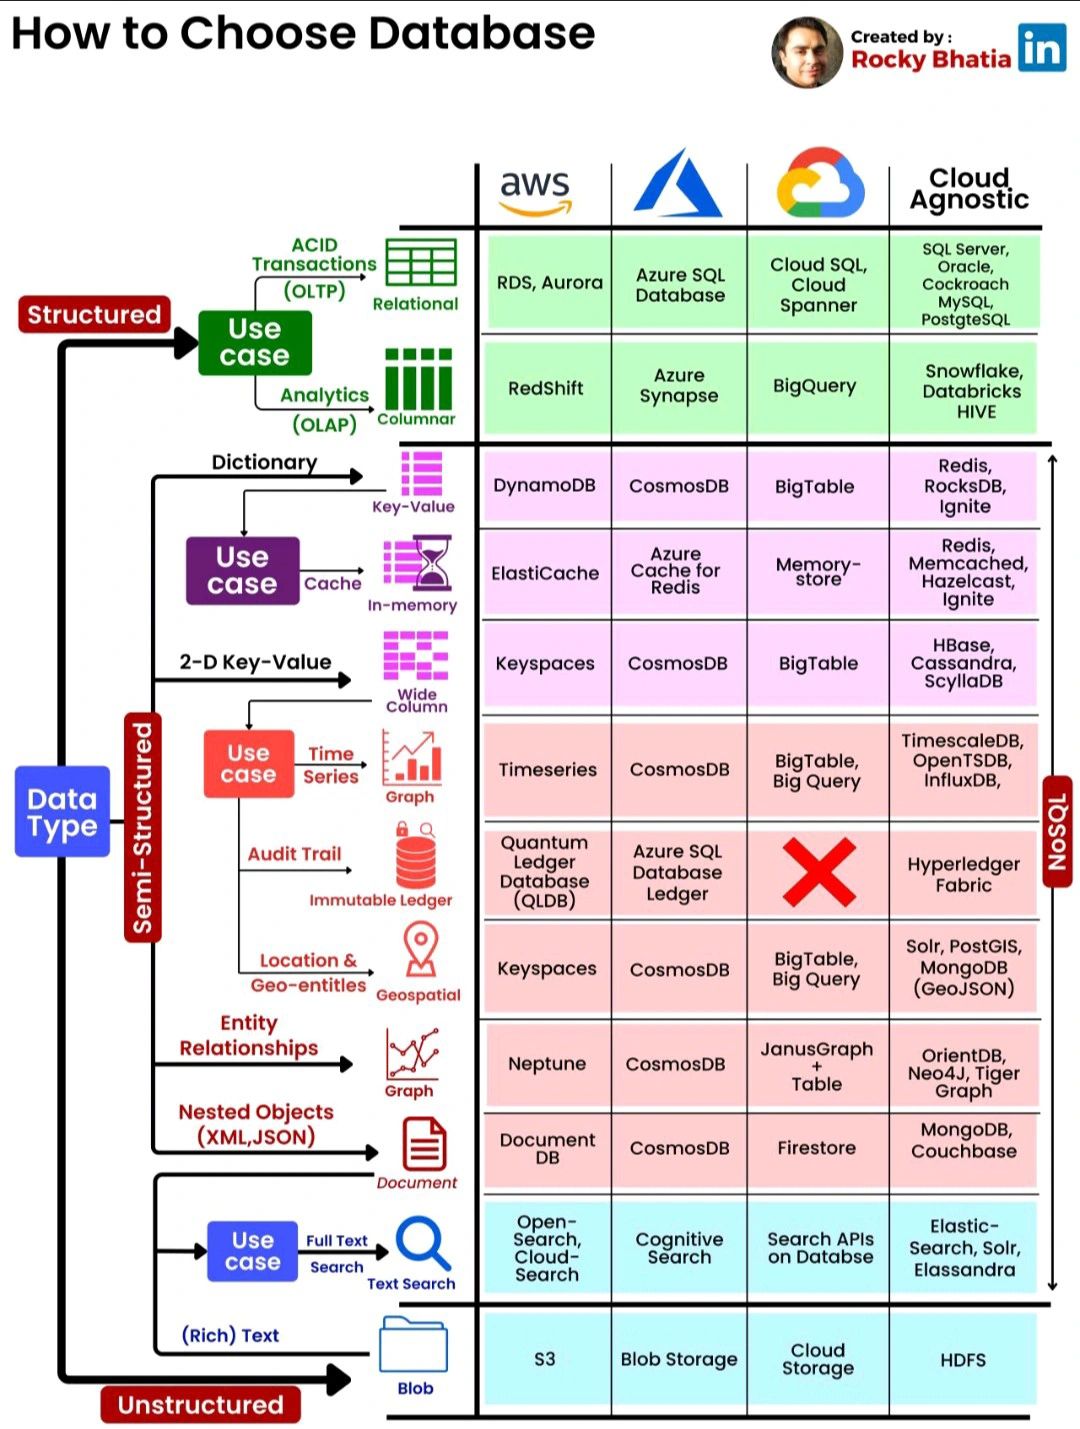 How to Choose Database
Created by :
Rocky Bhatia
in
aws
Cloud
Agnostic
Structured
Use
case
ACID
Transactions
(OLTP)
Relational
RDS, Aurora
Azure SQL
Database
Cloud SQL,
Cloud
Spanner
SQL Server,
Oracle,
Cockroach
MySQL,
PostgteSQL
Analytics
(OLAP)
Columnar
RedShift
Azure
Synapse
BigQuery
Snowflake,
Databricks
HIVE
Dictionary
Key-Value
DynamoDB
CosmosDB
BigTable
Redis,
RocksDB,
Ignite
Use
case
Cache
In-memory
ElastiCache
Azure
Cache for
Redis
Memory-
store
Redis,
Memcached,
Hazelcast,
Ignite
2-D Key-Value
Wide
Column
Keyspaces
CosmosDB
BigTable
HBase,
Cassandra,
ScyllaDB
Data
Type
Semi-Structured
Use
case
Time
Series
Graph
Timeseries
CosmosDB
BigTable,
Big Query
TimescaleDB,
OpenTSDB,
InfluxDB,
NoSQL
Audit Trail
Immutable Ledger
Quantum
Ledger
Database
(QLDB)
Azure SQL
Database
Ledger
Hyperledger
Fabric
Location &
Geo-entities
Geospatial
Keyspaces
CosmosDB
BigTable,
Big Query
Solr, PostGIS,
MongoDB
(GeoJSON)
Entity
Relationships
Graph
Neptune
CosmosDB
JanusGraph
+
Table
OrientDB,
Neo4J, Tiger
Graph
Nested Objects
(XML,JSON)
Document
Document
DB
CosmosDB
Firestore
MongoDB,
Couchbase
Use
case
Full Text
Search
Text Search
Open-
Search,
Cloud-
Search
Cognitive
Search
Search APIs
on Databse
Elastic-
Search, Solr,
Elassandra
(Rich) Text
Blob
S3
Blob Storage
Cloud
Storage
HDFS
Unstructured